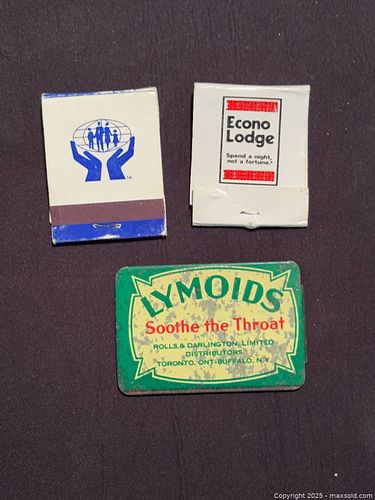 TM
Econo
Lodge
Spend a night,
not a fortune.®
LYMOIDS
Soothe the Throat
ROLLS & DARLINGTON, LIMITED
DISTRIBUTORS
TORONTO, ONT-BUFFALO, N.Y.
Copyright 2025 - maxsold.com